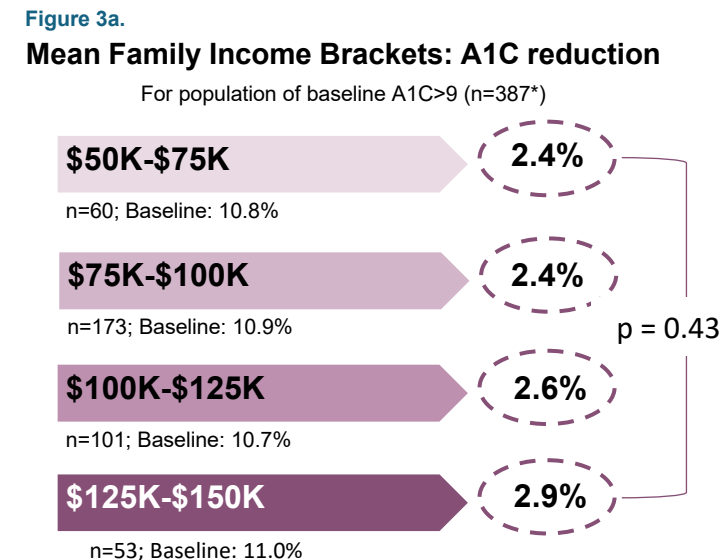 Figure 3a.
Mean Family Income Brackets: A1C reduction
For population of baseline A1C>9 (n=387*)
$50K-$75K
2.4%
n=60; Baseline: 10.8%
$75K-$100K
2.4%
n=173; Baseline: 10.9%
p = 0.43
$100K-$125K
2.6%
n=101; Baseline: 10.7%
$125K-$150K
2.9%
n=53; Baseline: 11.0%